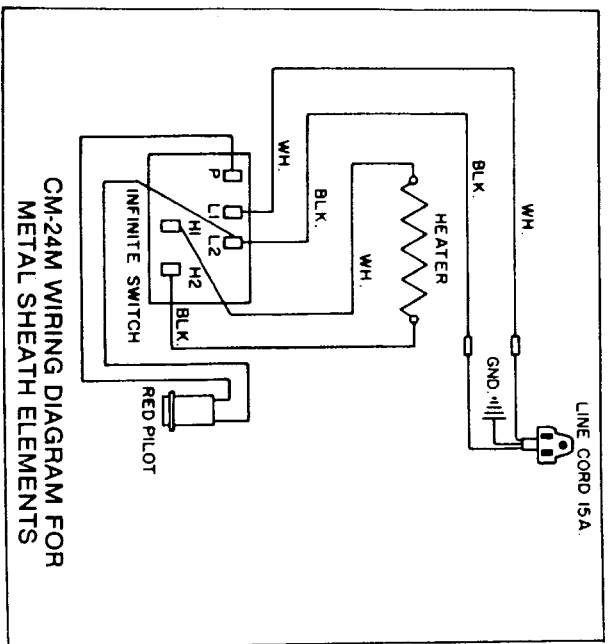 LINE CORD 15A.
GND.
WH.
BLK.
HEATER
WH.
BLK.
WH.
P
L1
L2
H1
H2
BLK.
INFINITE SWITCH
RED PILOT
CM-24M WIRING DIAGRAM FOR
METAL SHEATH ELEMENTS